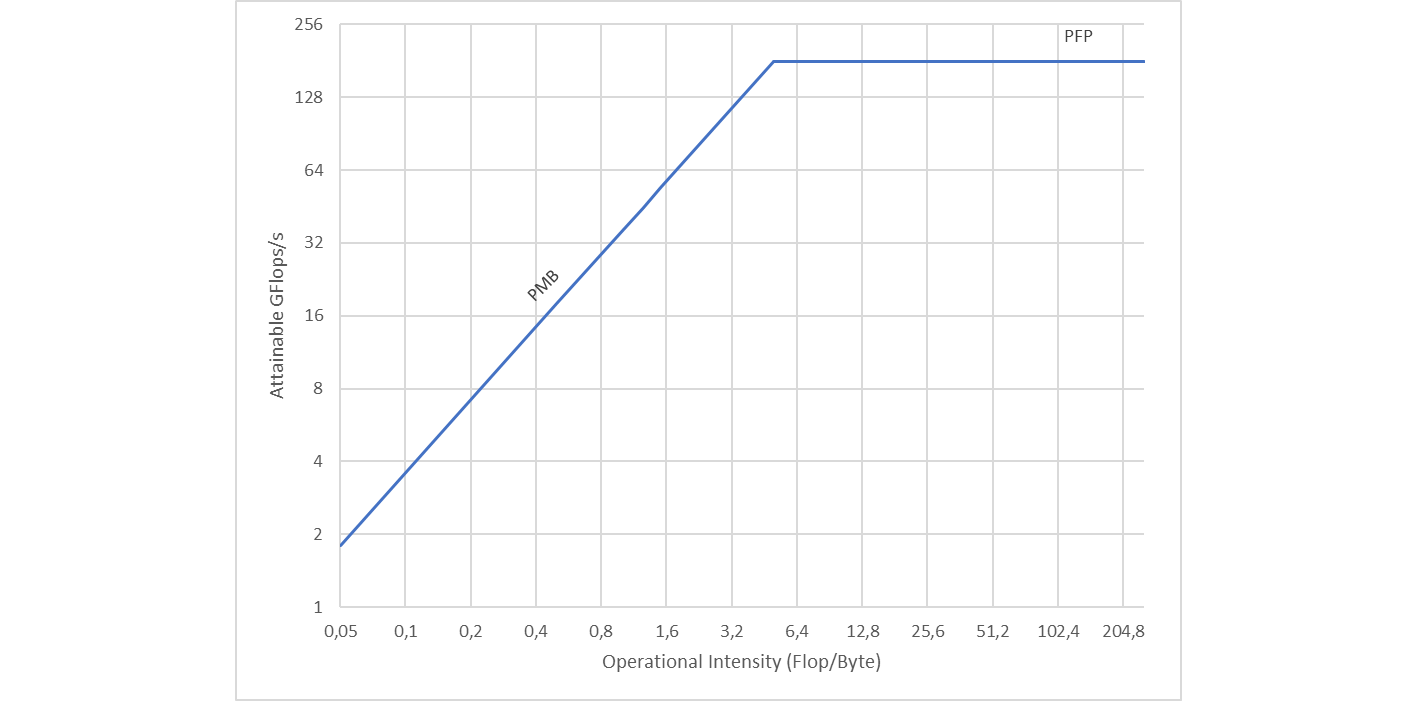 256
PFP
128
64
32
PMB
16
8
4
2
1
Attainable GFlops/s
0,05 0,1 0,2 0,4 0,8 1,6 3,2 6,4 12,8 25,6 51,2 102,4 204,8
Operational Intensity (Flop/Byte)